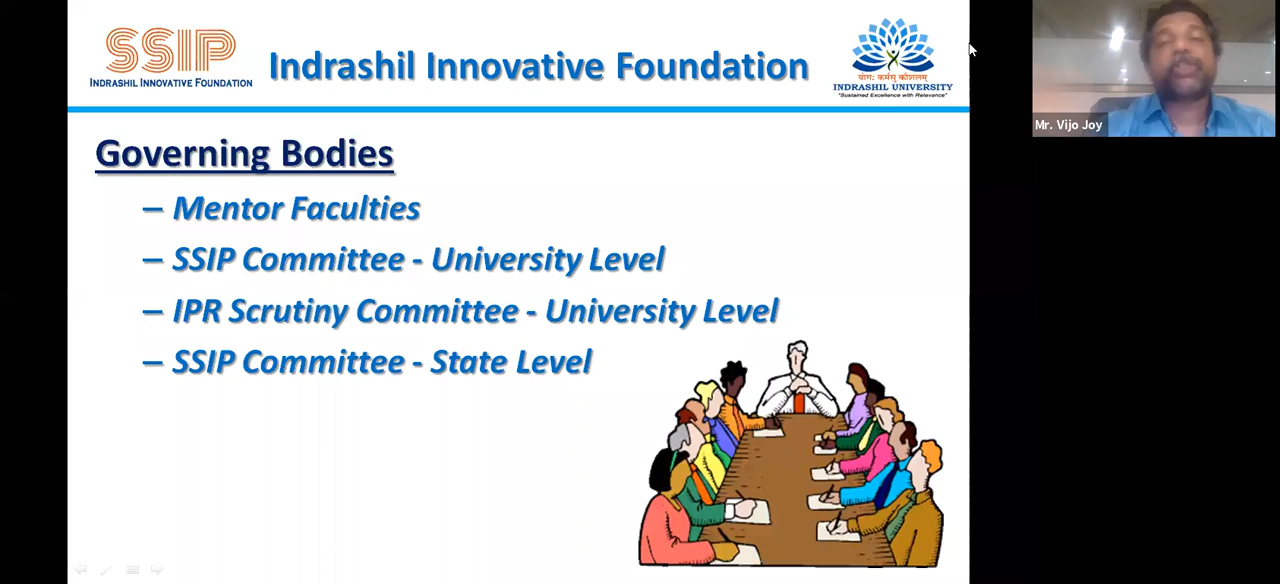 SSIP
INDRASHIL INNOVATIVE FOUNDATION
Indrashil Innovative Foundation
योग: कर्मसु कौशलम्
INDRASHIL UNIVERSITY
"Sustained Excellence with Relevance"
Governing Bodies
– Mentor Faculties
– SSIP Committee - University Level
– IPR Scrutiny Committee - University Level
– SSIP Committee - State Level
Mr. Vijo Joy